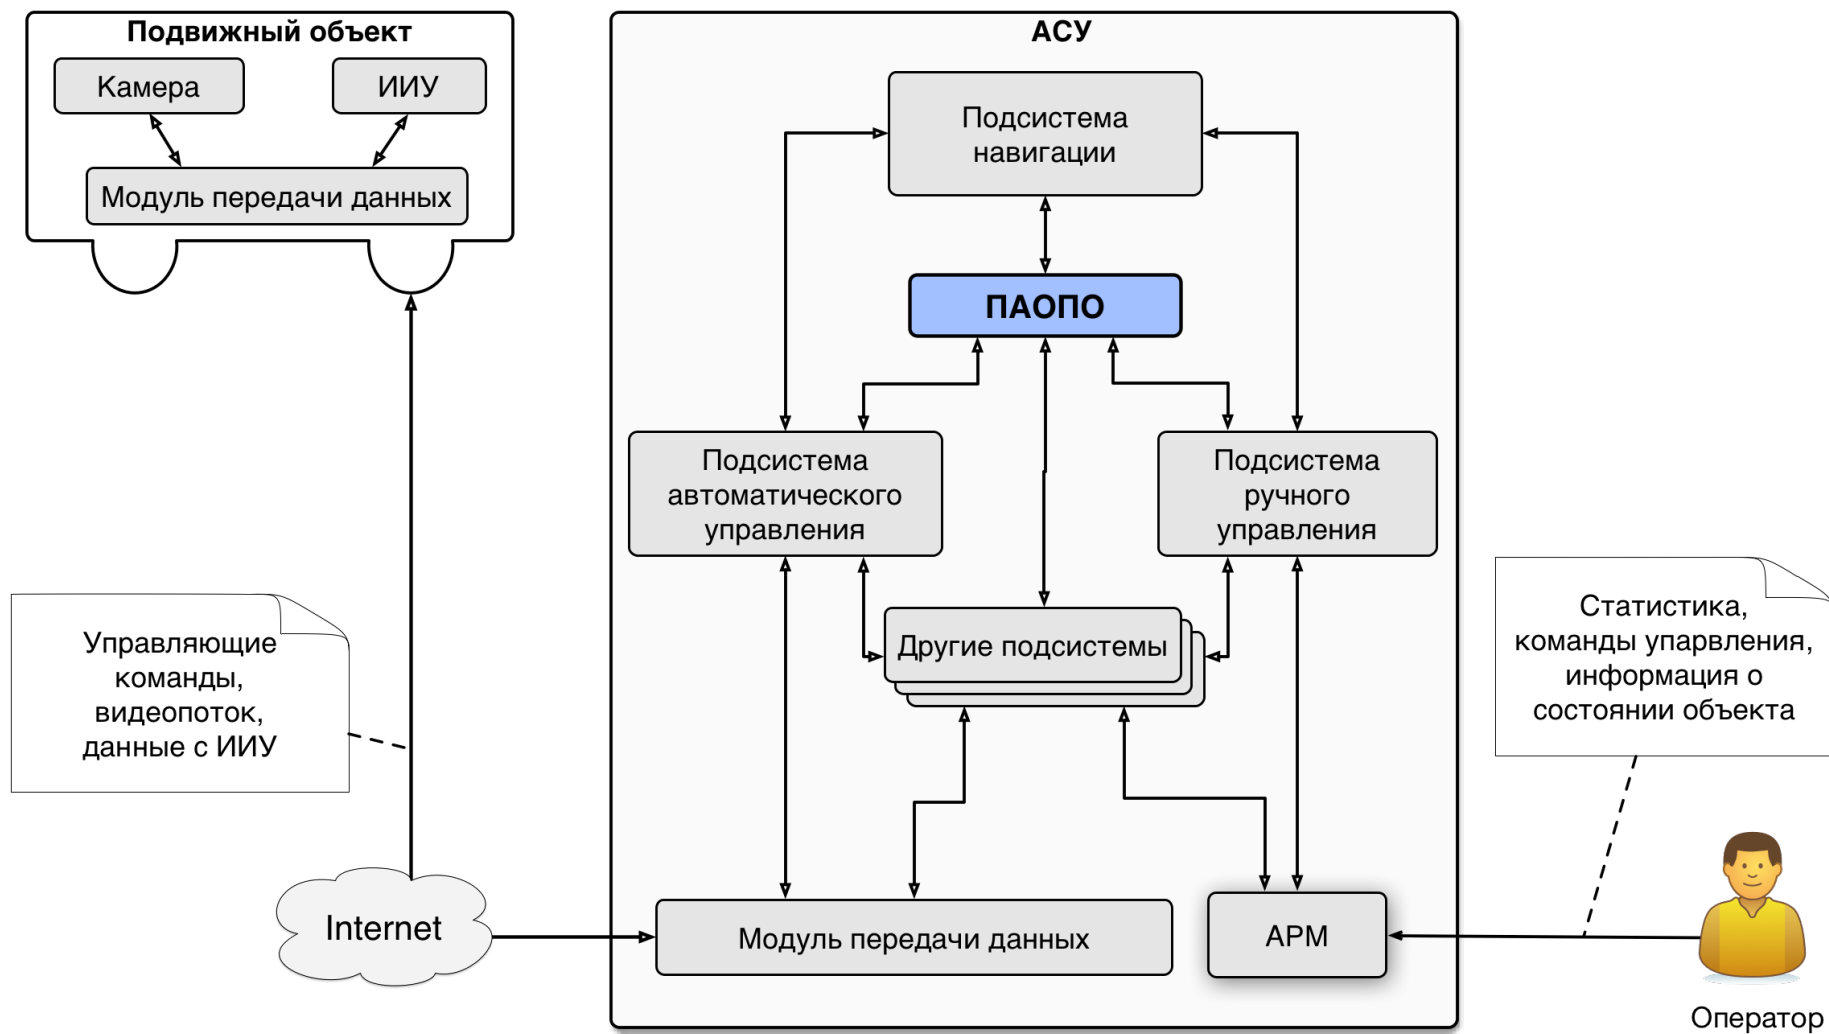 Подвижный объект
Камера
ИИУ
Модуль передачи данных
АСУ
Подсистема
навигации
ПАОПО
Подсистема
автоматического
управления
Подсистема
ручного
управления
Другие подсистемы
Управляющие
команды,
видеопоток,
данные с ИИУ
Статистика,
команды упарвления,
информация о
состоянии объекта
Internet
Модуль передачи данных
АРМ
Оператор